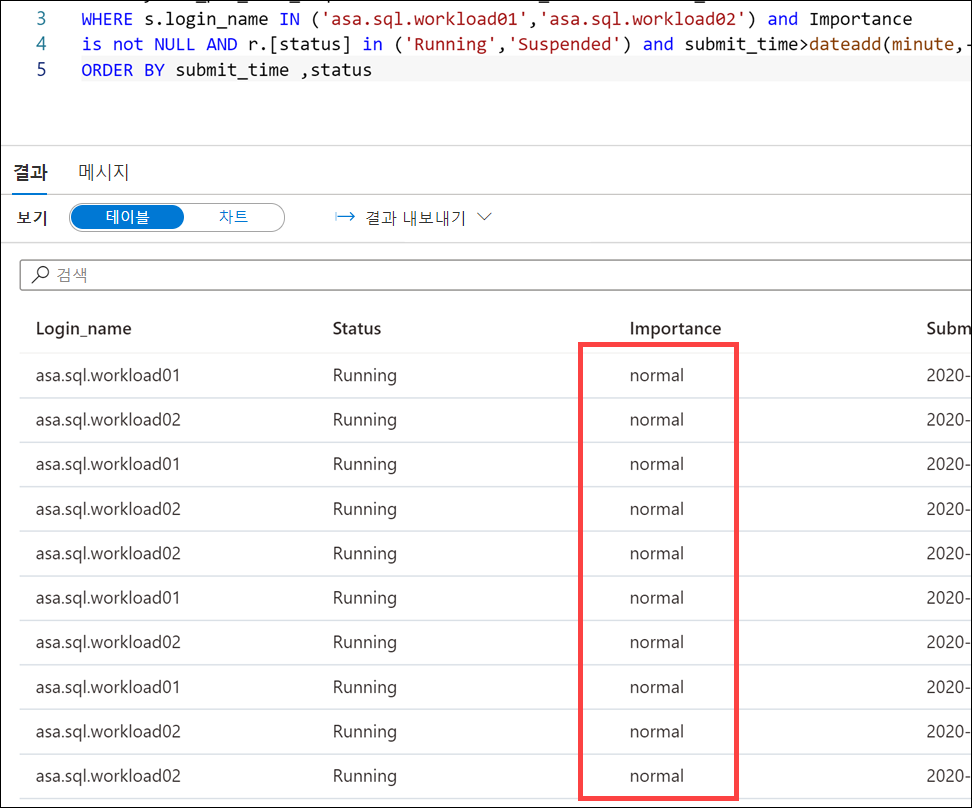 3 WHERE s.login_name IN ('asa.sql.workload01','asa.sql.workload02') and Importance
4 is not NULL AND r.[status] in ('Running','Suspended') and submit_time>dateadd(minute,-
5 ORDER BY submit_time ,status
결과 메시지
보기 테이블 차트 결과 내보내기
검색
Login_name Status Importance Subm
asa.sql.workload01 Running normal 2020-
asa.sql.workload02 Running normal 2020-
asa.sql.workload01 Running normal 2020-
asa.sql.workload02 Running normal 2020-
asa.sql.workload02 Running normal 2020-
asa.sql.workload01 Running normal 2020-
asa.sql.workload02 Running normal 2020-
asa.sql.workload01 Running normal 2020-
asa.sql.workload02 Running normal 2020-
asa.sql.workload02 Running normal 2020-